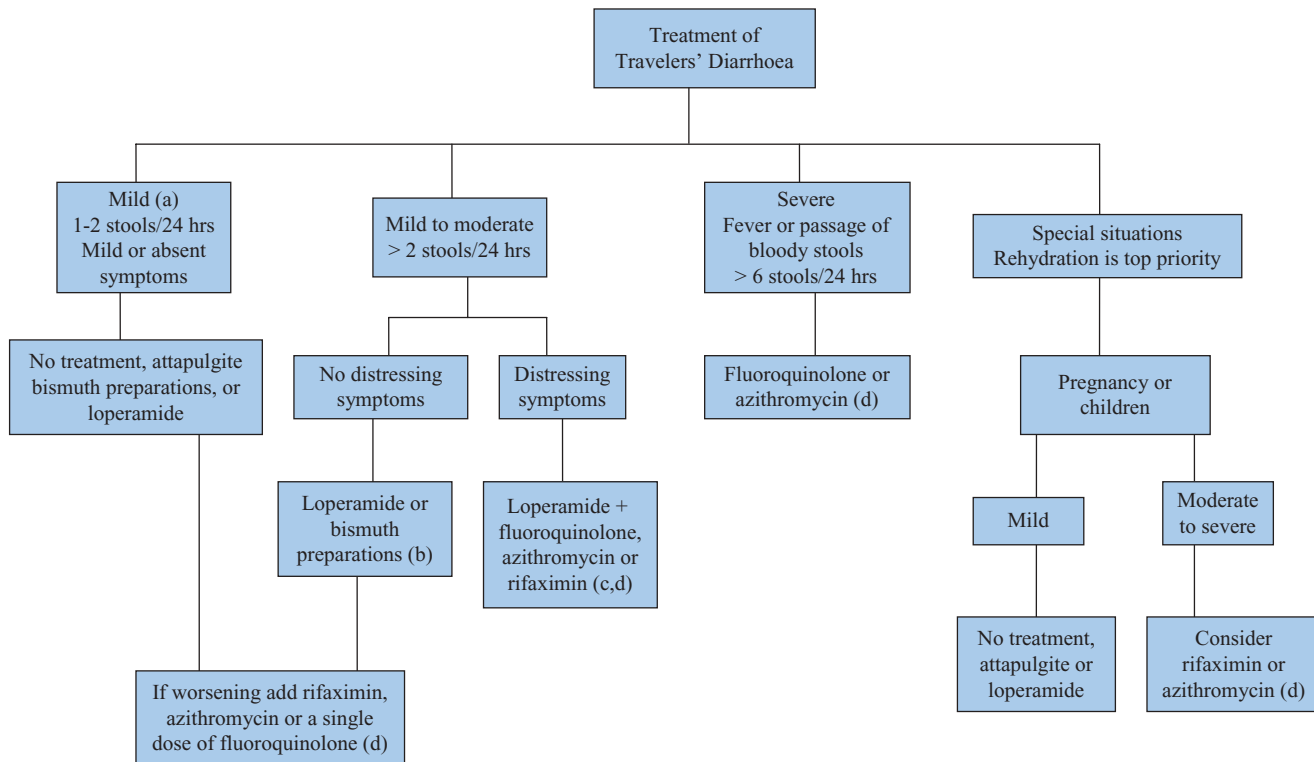 Treatment of
Travelers' Diarrhoea
Mild (a)
1-2 stools/24 hrs
Mild or absent
symptoms
Mild to moderate
> 2 stools/24 hrs
Severe
Fever or passage of
bloody stools
> 6 stools/24 hrs
Special situations
Rehydration is top priority
No treatment, attapulgite
bismuth preparations, or
loperamide
No distressing
symptoms
Distressing
symptoms
Fluoroquinolone or
azithromycin (d)
Pregnancy or
children
Loperamide or
bismuth
preparations (b)
Loperamide +
fluoroquinolone,
azithromycin or
rifaximin (c,d)
Mild
Moderate
to severe
If worsening add rifaximin,
azithromycin or a single
dose of fluoroquinolone (d)
No treatment,
attapulgite or
loperamide
Consider
rifaximin or
azithromycin (d)